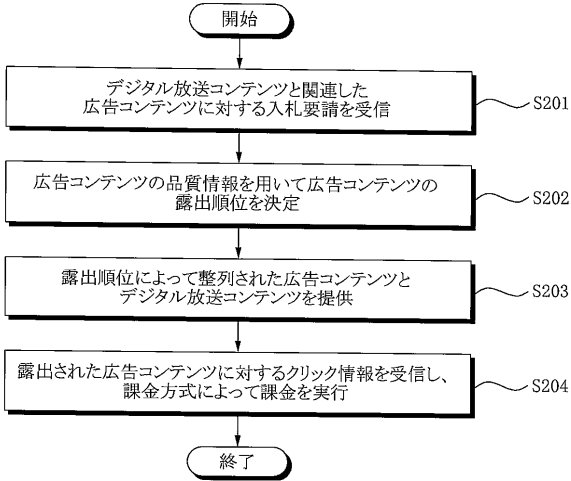 開始
デジタル放送コンテンツと関連した
広告コンテンツに対する入札要請を受信
S201
広告コンテンツの品質情報を用いて広告コンテンツの
露出順位を決定
S202
露出順位によって整列された広告コンテンツと
デジタル放送コンテンツを提供
S203
露出された広告コンテンツに対するクリック情報を受信し、
課金方式によって課金を実行
S204
終了